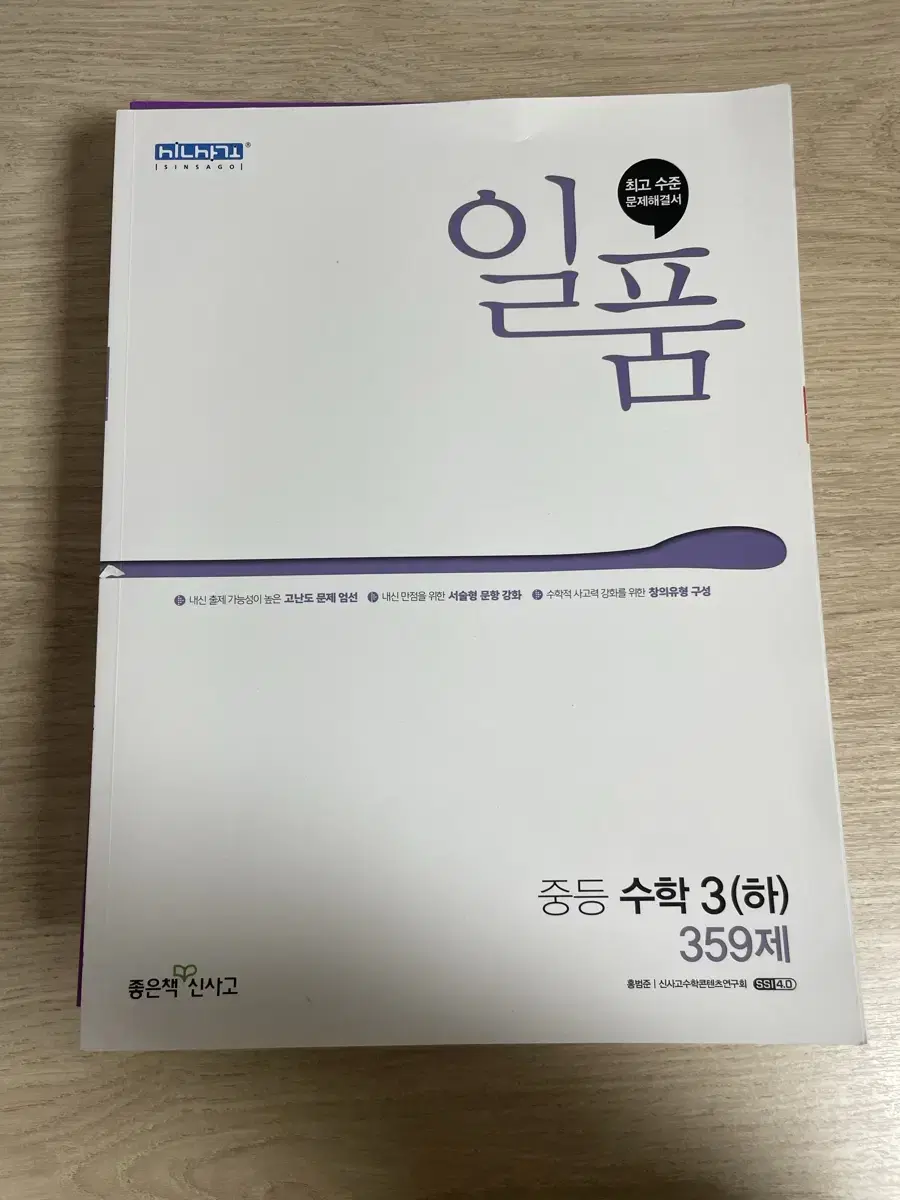 신사고®
SINSAGO
최고 수준
문제해결서
일품
내신 출제 가능성이 높은 고난도 문제 엄선 내신 만점을 위한 서술형 문항 강화 수학적 사고력 강화를 위한 창의유형 구성
중등 수학 3(하)
359제
좋은책 신사고
홍범준 | 신사고수학콘텐츠연구회 SSI 4.0